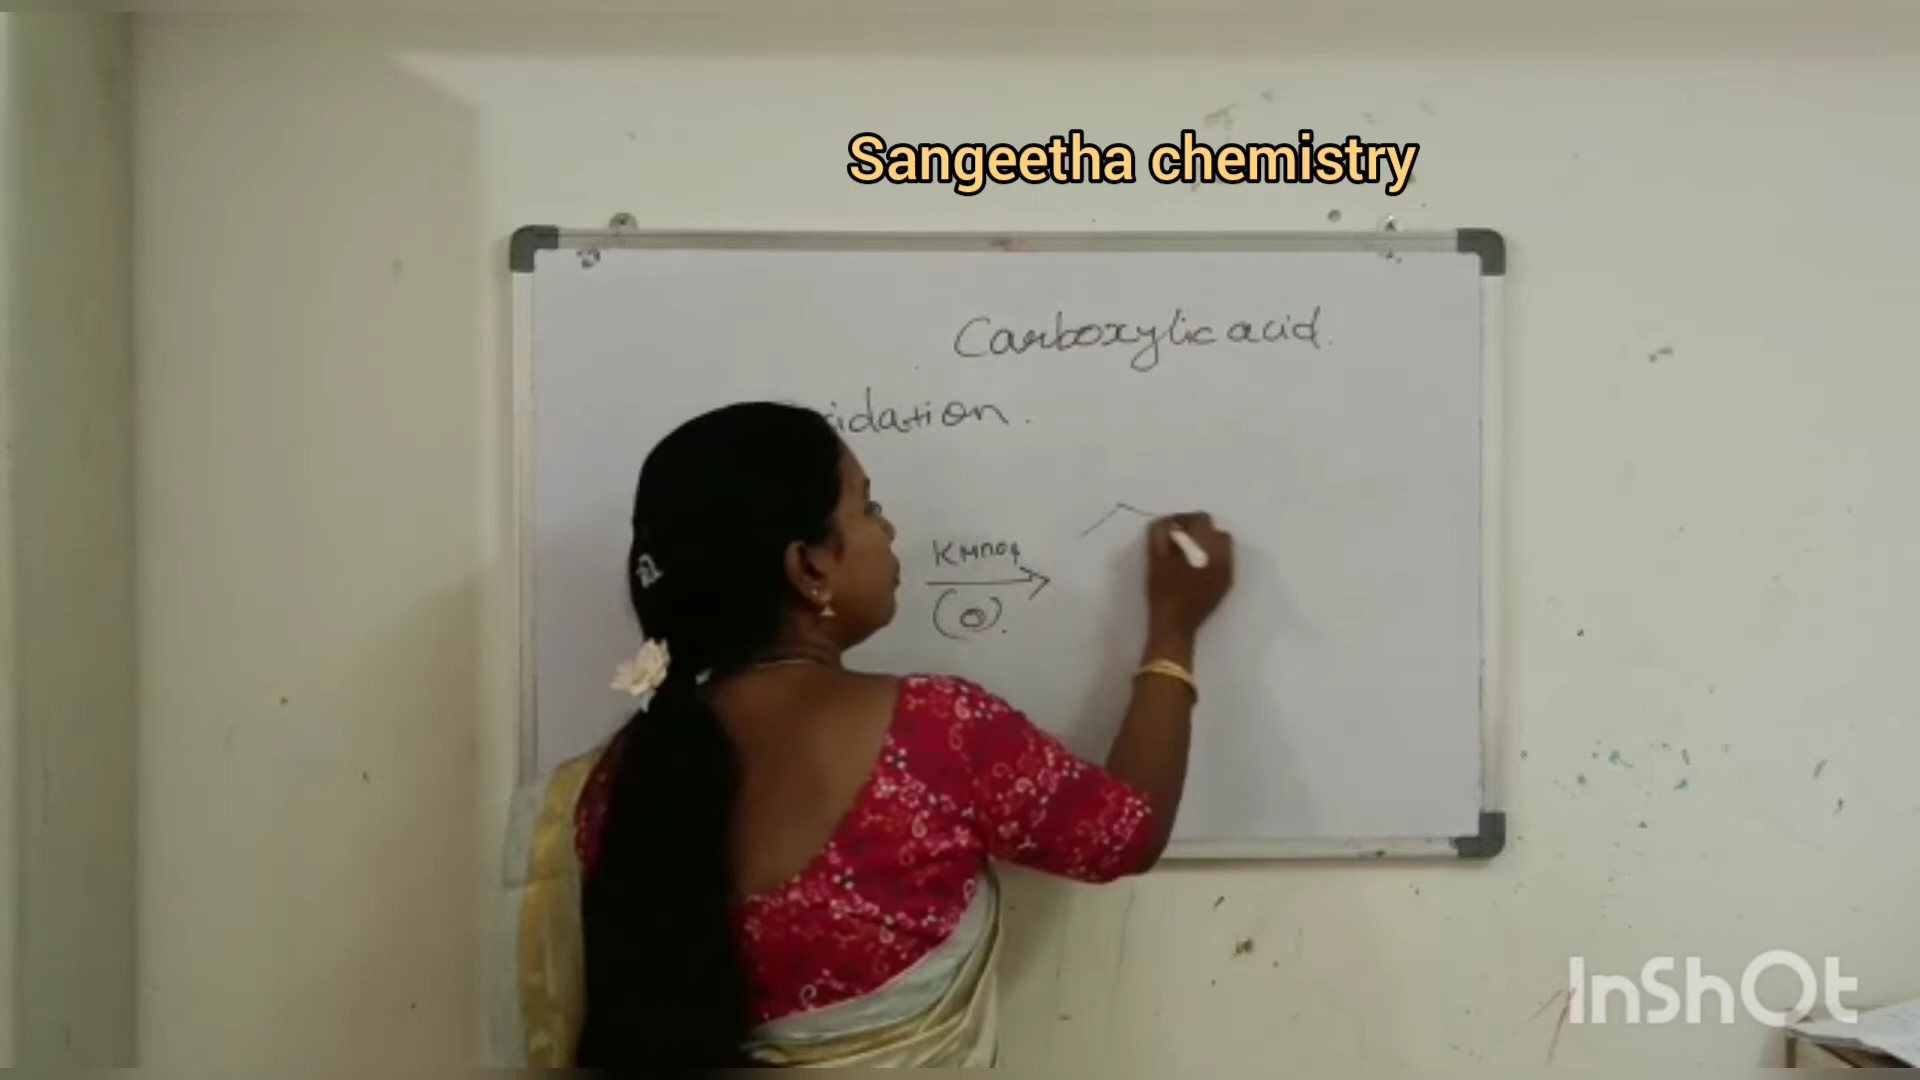 Sangeetha chemistry
Carboxylic acid.
idation.
KMnO4
(O).
InShOt